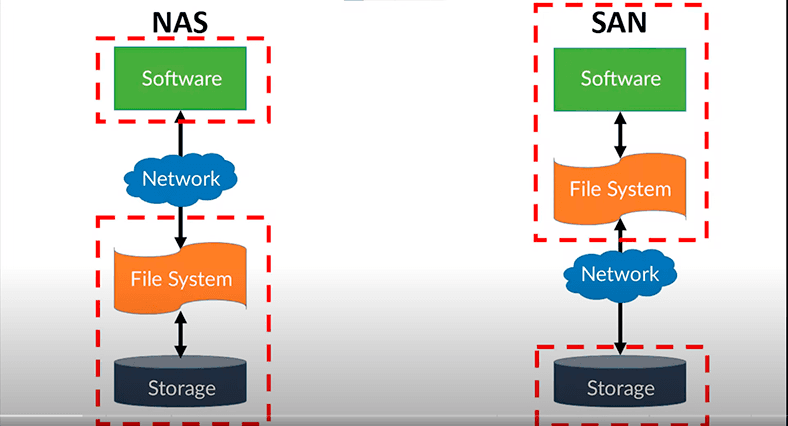 NAS
Software
Network
File System
Storage
SAN
Software
File System
Network
Storage